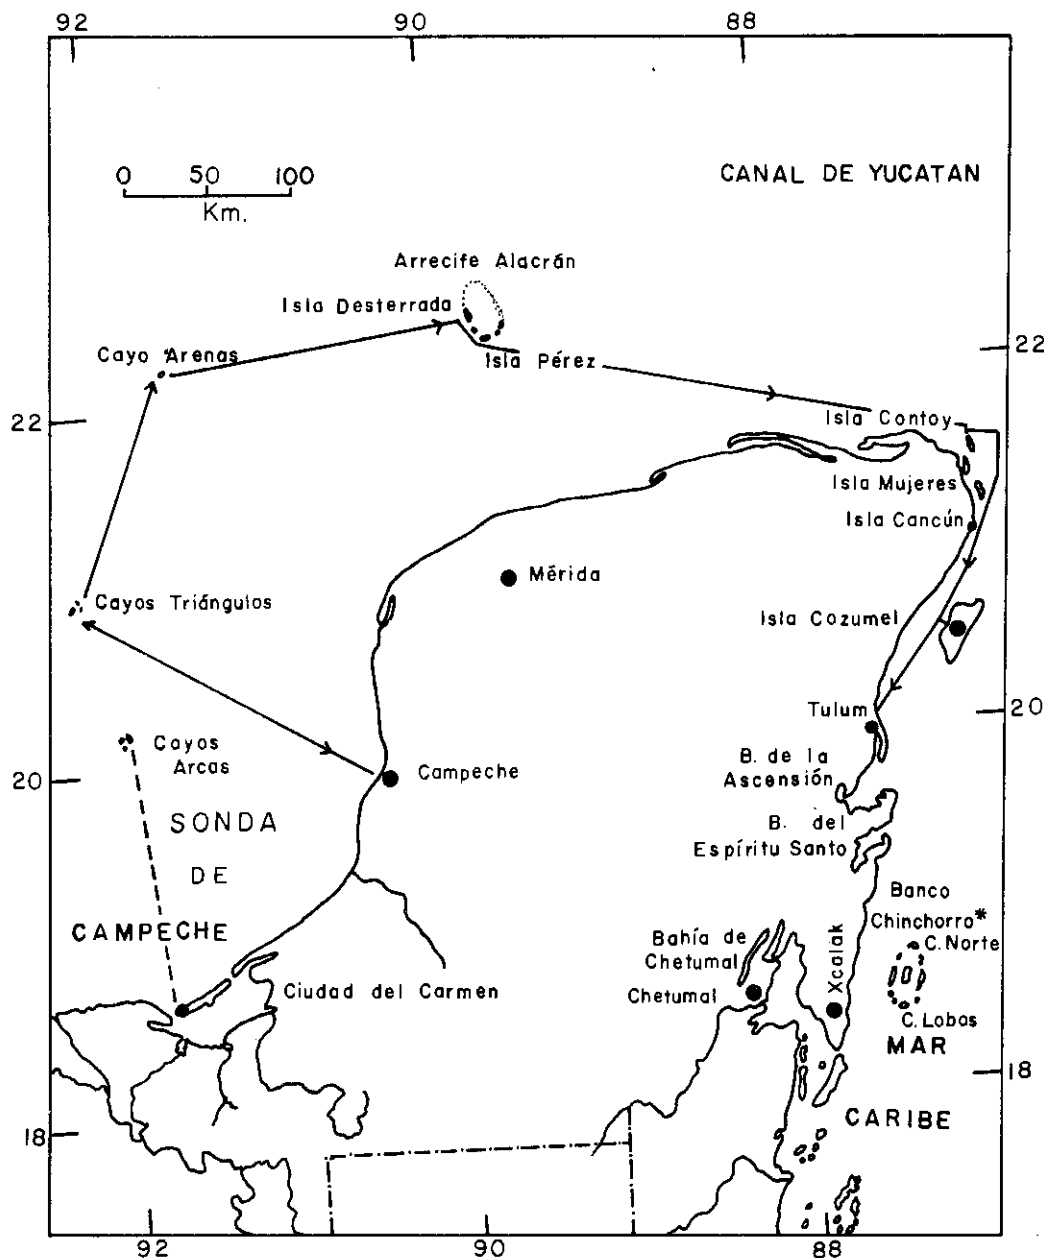 92 90 88
0 50 100
Km.
CANAL DE YUCATAN
Arrecife Alacrán
Isla Desterrada
Cayo Arenas
Isla Pérez
22
22
Isla Contoy
Isla Mujeres
Isla Cancún
Mérida
Cayos Triángulos
Isla Cozumel
Tulum
20
Cayos
Arcas
Campeche
B. de la
Ascensión
20
SONDA
DE
CAMPECHE
B. del
Espíritu Santo
Banco
Chinchorro*
C. Norte
Bahía de
Chetumal
Xcalak
Ciudad del Carmen
Chetumal
C. Lobos
MAR
18
CARIBE
18
92 90 88